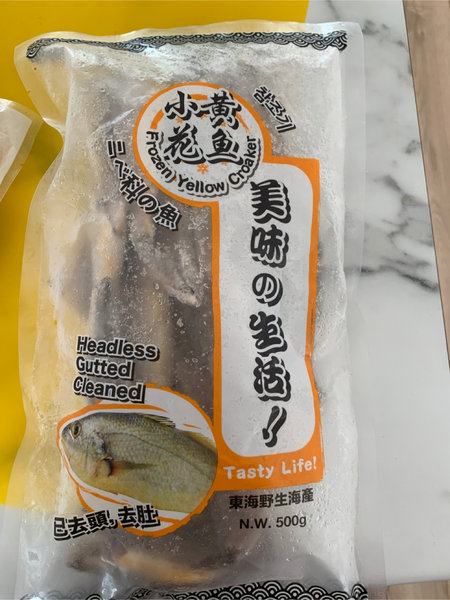 小黄
花鱼
Frozen Yellow Croaker
참조기
ニベ科の魚
美味の生活!!
Headless
Gutted
Cleaned
Tasty Life!
已去頭, 去肚
東海野生海產
N.W. 500g